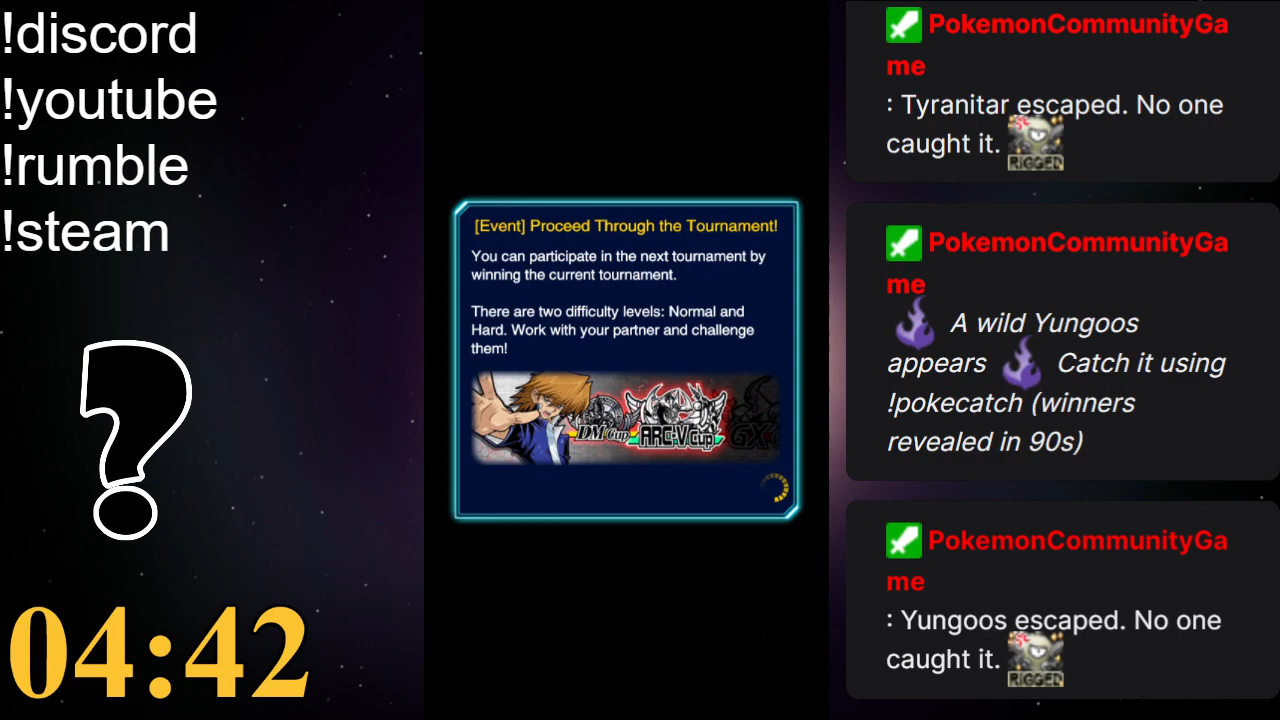 !discord
!youtube
!rumble
!steam
04:42
[Event] Proceed Through the Tournament!
You can participate in the next tournament by
winning the current tournament.
There are two difficulty levels: Normal and
Hard. Work with your partner and challenge
them!
DM Cup
ARC-V Cup
GX
PokemonCommunityGa
me
: Tyranitar escaped. No one
caught it.
RIGGED
PokemonCommunityGa
me
A wild Yungoos
appears Catch it using
!pokecatch (winners
revealed in 90s)
PokemonCommunityGa
me
: Yungoos escaped. No one
caught it.
RIGGED